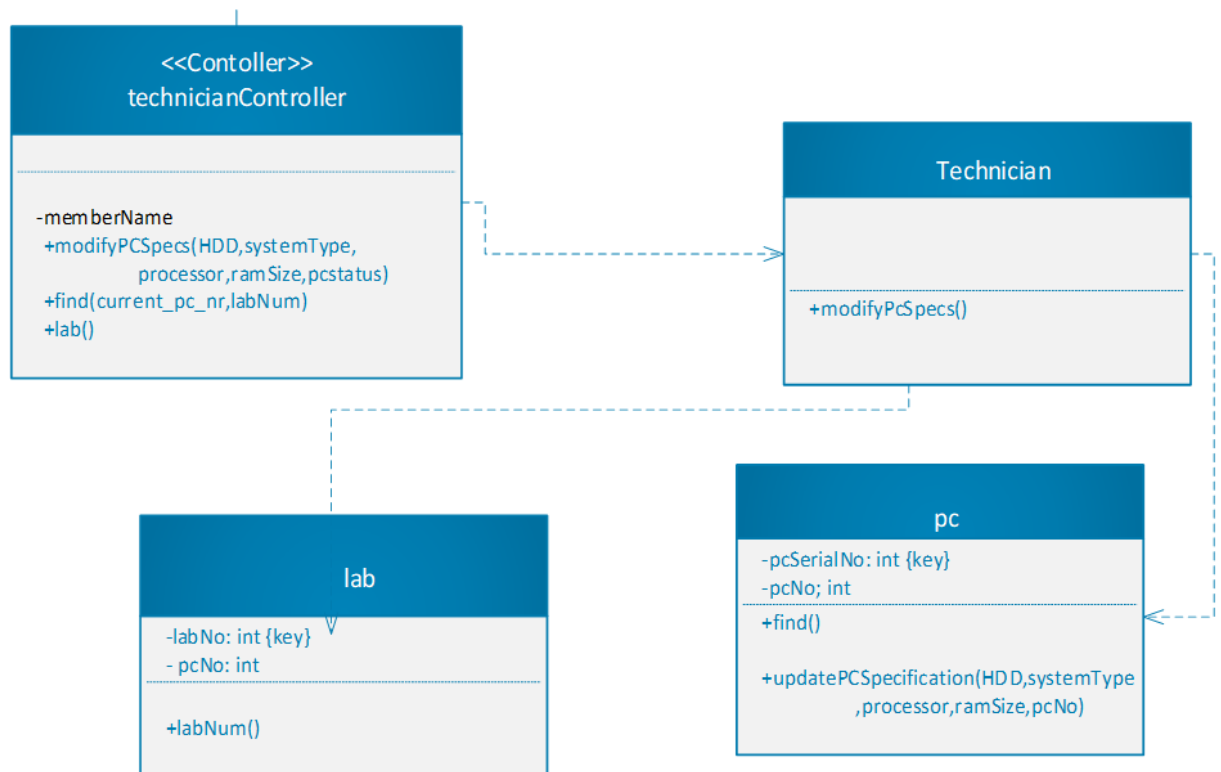 <<Contoller>>
technicianController
-memberName
+modifyPCSpecs(HDD,systemType,
processor,ramSize,pcstatus)
+find(current_pc_nr,labNum)
+lab()
Technician
+modifyPcSpecs()
lab
-labNo: int {key}
- pcNo: int
+labNum()
pc
-pcSerialNo: int {key}
-pcNo; int
+find()
+updatePCSpecification(HDD,systemType
,processor,ramSize,pcNo)